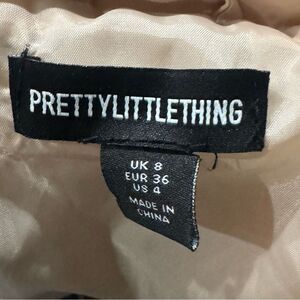 PRETTYLITTLETHING
UK 8
EUR 36
US 4
MADE IN
CHINA